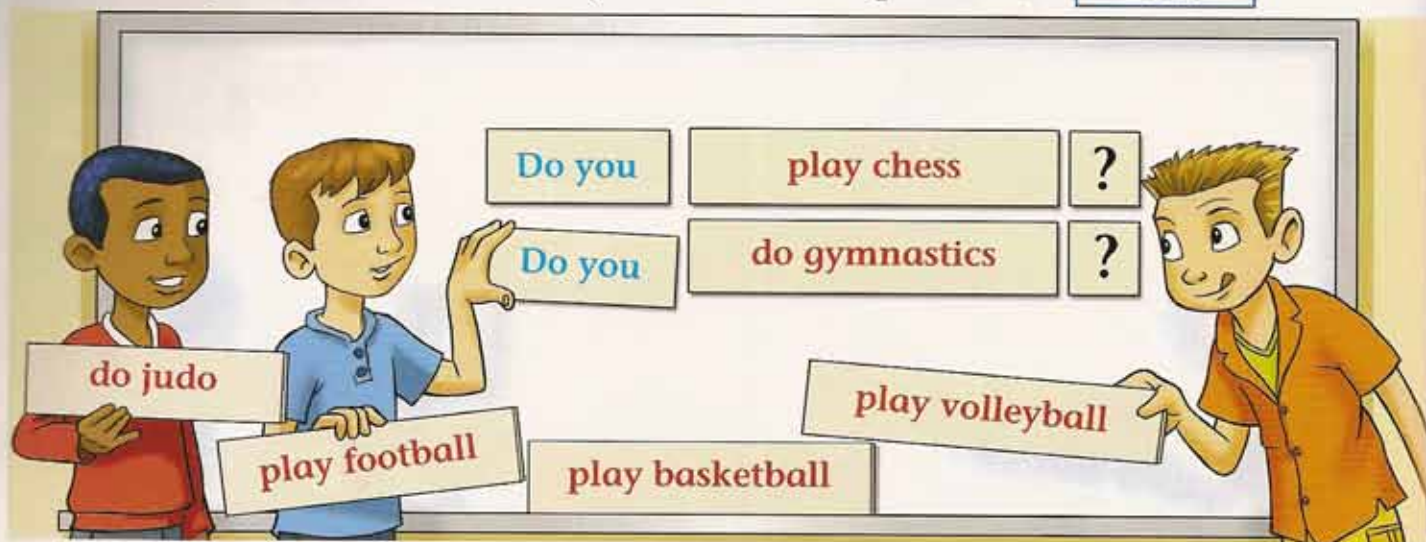 Do you play chess ?
Do you do gymnastics ?
do judo
play football
play basketball
play volleyball